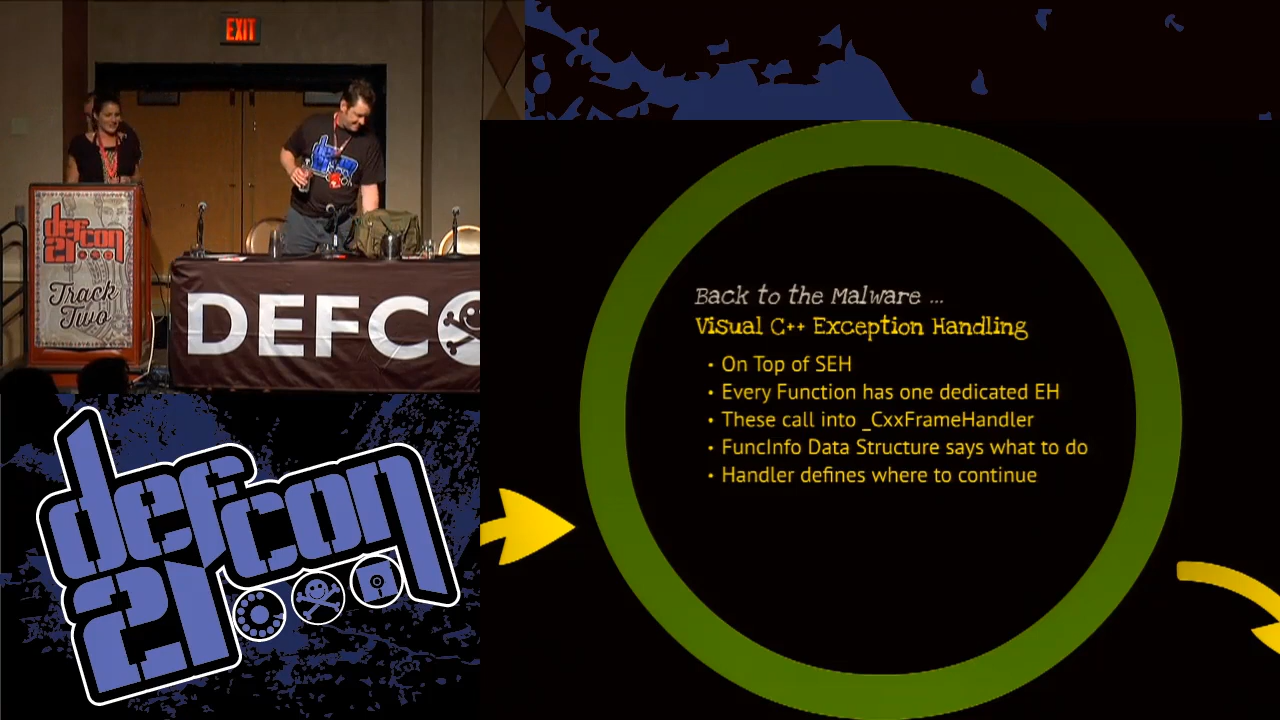 EXIT
def
con
21
Track
Two
DEFCO
Back to the Malware ...
Visual C++ Exception Handling
• On Top of SEH
• Every Function has one dedicated EH
• These call into _CxxFrameHandler
• FuncInfo Data Structure says what to do
• Handler defines where to continue
defcon
21